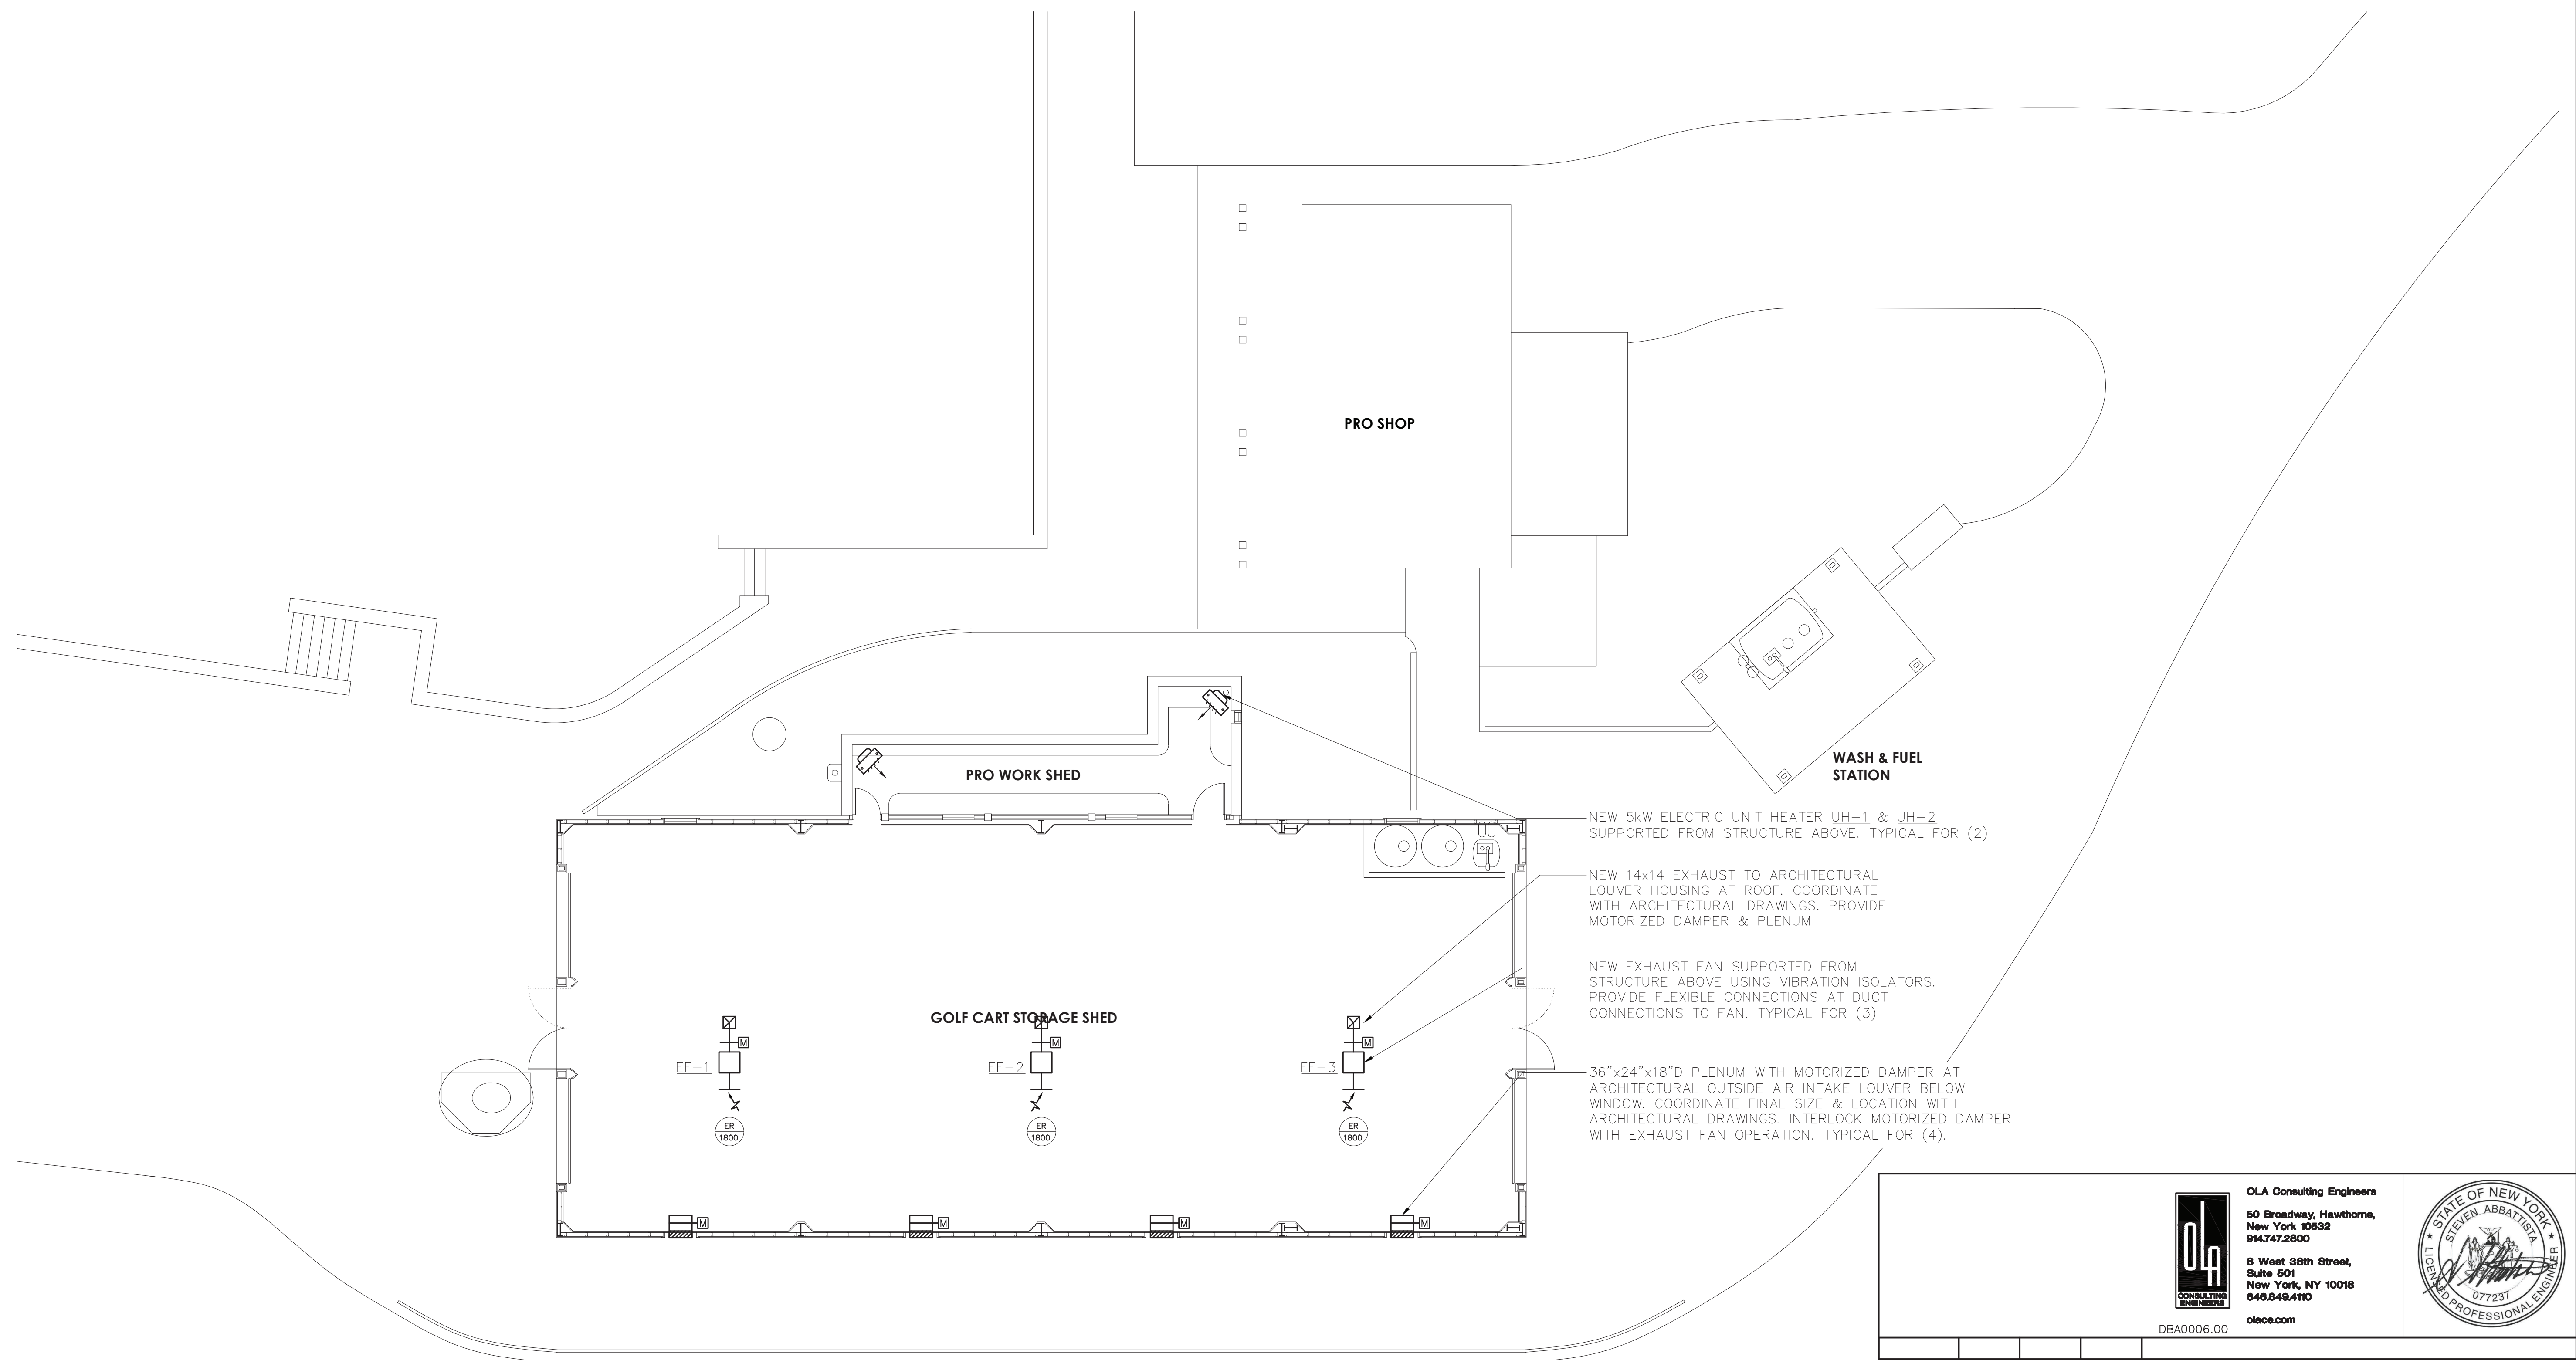 PRO SHOP
PRO WORK SHED
WASH & FUEL
STATION
NEW 5kW ELECTRIC UNIT HEATER UH-1 & UH-2
SUPPORTED FROM STRUCTURE ABOVE. TYPICAL FOR (2)
NEW 14x14 EXHAUST TO ARCHITECTURAL
LOUVER HOUSING AT ROOF. COORDINATE
WITH ARCHITECTURAL DRAWINGS. PROVIDE
MOTORIZED DAMPER & PLENUM
NEW EXHAUST FAN SUPPORTED FROM
STRUCTURE ABOVE USING VIBRATION ISOLATORS.
PROVIDE FLEXIBLE CONNECTIONS AT DUCT
CONNECTIONS TO FAN. TYPICAL FOR (3)
GOLF CART STORAGE SHED
M
M
M
EF-1
EF-2
EF-3
36"x24"x18"D PLENUM WITH MOTORIZED DAMPER AT
ARCHITECTURAL OUTSIDE AIR INTAKE LOUVER BELOW
WINDOW. COORDINATE FINAL SIZE & LOCATION WITH
ARCHITECTURAL DRAWINGS. INTERLOCK MOTORIZED DAMPER
WITH EXHAUST FAN OPERATION. TYPICAL FOR (4).
ER
1800
ER
1800
ER
1800
M
M
M
M
OLA
CONSULTING
ENGINEERS
DBA0006.00
OLA Consulting Engineers
50 Broadway, Hawthorne,
New York 10532
914.747.2800
8 West 38th Street,
Suite 501
New York, NY 10018
646.849.4110
olace.com
STATE OF NEW YORK
STEVEN ABBATTISTA
077237
LICENSED PROFESSIONAL ENGINEER